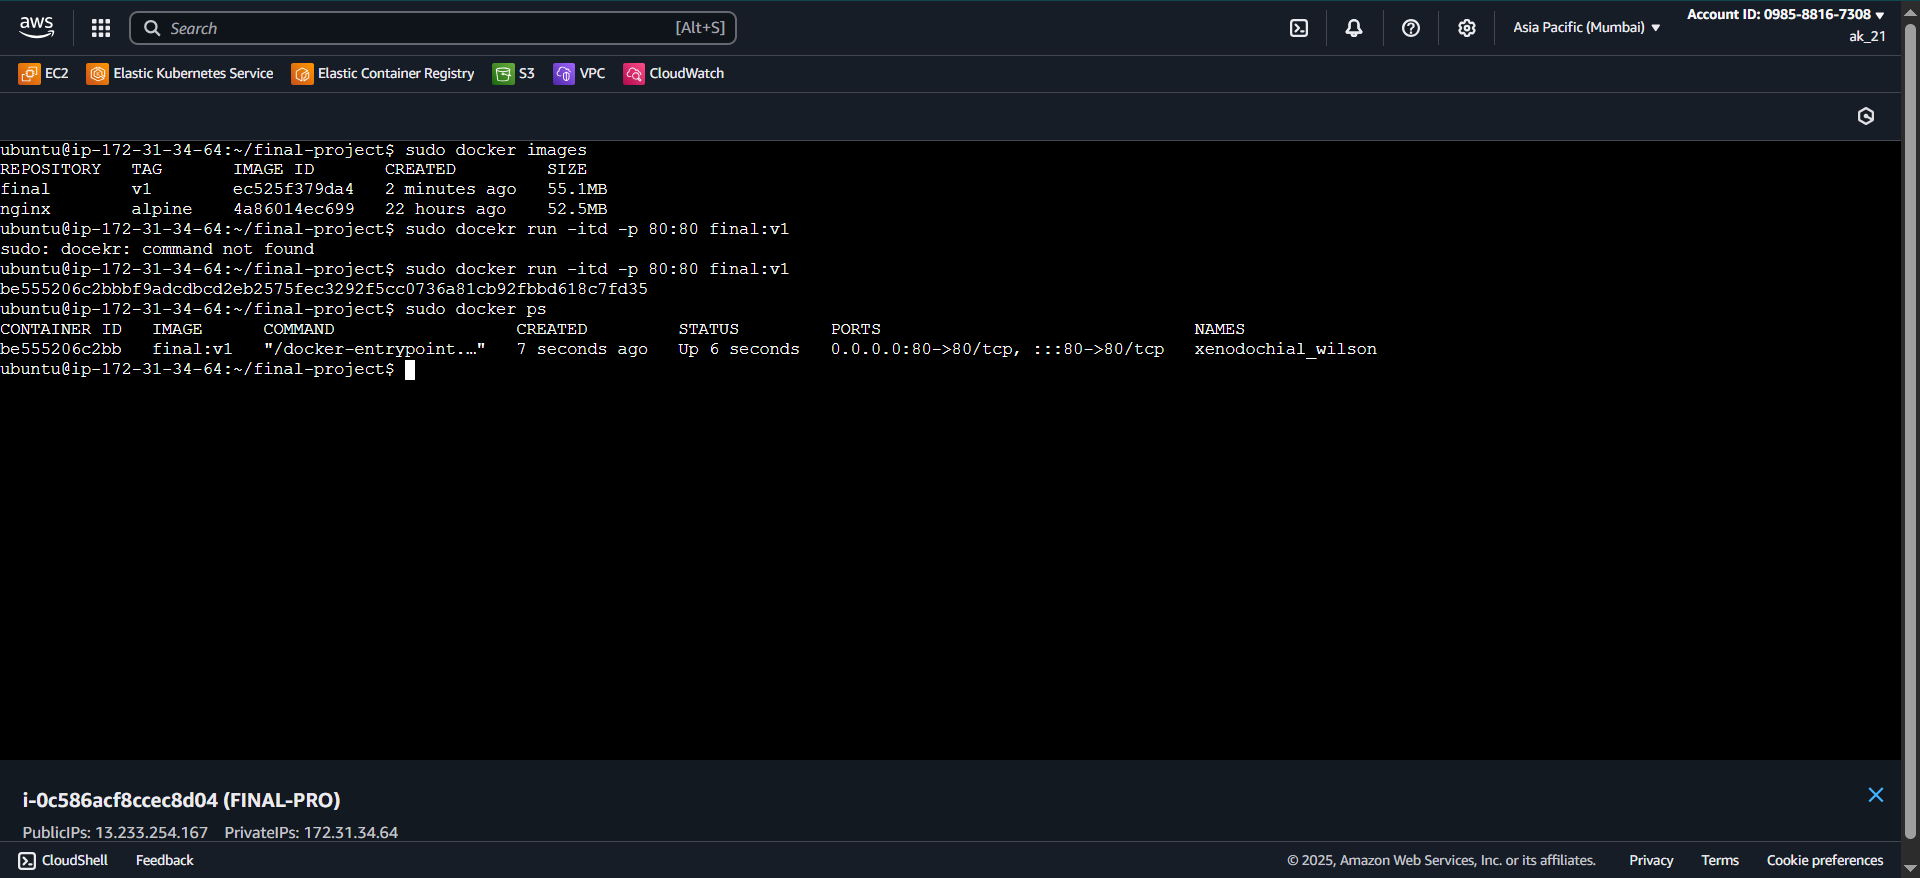 aws
Search [Alt+S]
Asia Pacific (Mumbai)
Account ID: 0985-8816-7308
ak_21
EC2 Elastic Kubernetes Service Elastic Container Registry S3 VPC CloudWatch
ubuntu@ip-172-31-34-64:~/final-project$ sudo docker images
REPOSITORY TAG IMAGE ID CREATED SIZE
final v1 ec525f379da4 2 minutes ago 55.1MB
nginx alpine 4a86014ec699 22 hours ago 52.5MB
ubuntu@ip-172-31-34-64:~/final-project$ sudo docekr run -itd -p 80:80 final:v1
sudo: docekr: command not found
ubuntu@ip-172-31-34-64:~/final-project$ sudo docker run -itd -p 80:80 final:v1
be555206c2bbbf9adcdbcd2eb2575fec3292f5cc0736a81cb92fbbd618c7fd35
ubuntu@ip-172-31-34-64:~/final-project$ sudo docker ps
CONTAINER ID IMAGE COMMAND CREATED STATUS PORTS NAMES
be555206c2bb final:v1 "/docker-entrypoint.…" 7 seconds ago Up 6 seconds 0.0.0.0:80->80/tcp, :::80->80/tcp xenodochial_wilson
ubuntu@ip-172-31-34-64:~/final-project$
i-0c586acf8ccec8d04 (FINAL-PRO)
PublicIPs: 13.233.254.167 PrivateIPs: 172.31.34.64
CloudShell Feedback © 2025, Amazon Web Services, Inc. or its affiliates. Privacy Terms Cookie preferences